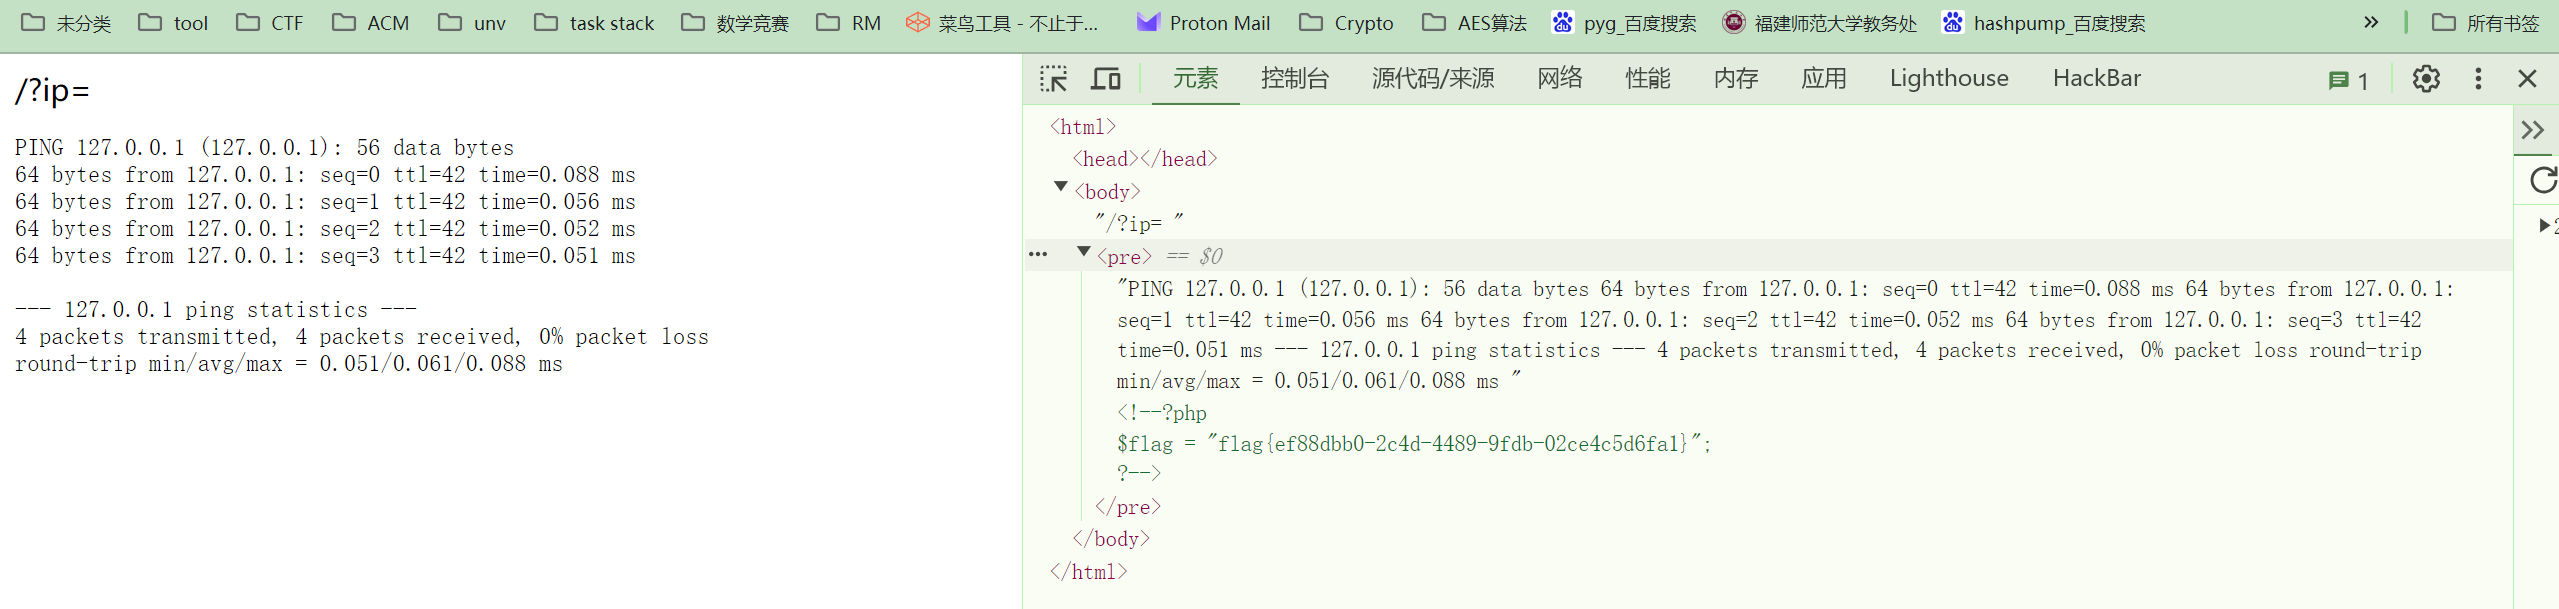 未分类 tool CTF ACM unv task stack 数学竞赛 RM 菜鸟工具 - 不止于... Proton Mail Crypto AES算法 pyg_百度搜索 福建师范大学教务处 hashpump_百度搜索 » 所有书签
/?ip=
PING 127.0.0.1 (127.0.0.1): 56 data bytes
64 bytes from 127.0.0.1: seq=0 ttl=42 time=0.088 ms
64 bytes from 127.0.0.1: seq=1 ttl=42 time=0.056 ms
64 bytes from 127.0.0.1: seq=2 ttl=42 time=0.052 ms
64 bytes from 127.0.0.1: seq=3 ttl=42 time=0.051 ms
--- 127.0.0.1 ping statistics ---
4 packets transmitted, 4 packets received, 0% packet loss
round-trip min/avg/max = 0.051/0.061/0.088 ms
元素 控制台 源代码/来源 网络 性能 内存 应用 Lighthouse HackBar 1
<html>
<head></head>
<body>
"/?ip= "
<pre> == $0
"PING 127.0.0.1 (127.0.0.1): 56 data bytes 64 bytes from 127.0.0.1: seq=0 ttl=42 time=0.088 ms 64 bytes from 127.0.0.1:
seq=1 ttl=42 time=0.056 ms 64 bytes from 127.0.0.1: seq=2 ttl=42 time=0.052 ms 64 bytes from 127.0.0.1: seq=3 ttl=42
time=0.051 ms --- 127.0.0.1 ping statistics --- 4 packets transmitted, 4 packets received, 0% packet loss round-trip
min/avg/max = 0.051/0.061/0.088 ms "
<!--?php
$flag = "flag{ef88dbb0-2c4d-4489-9fdb-02ce4c5d6fa1}";
?-->
</pre>
</body>
</html>